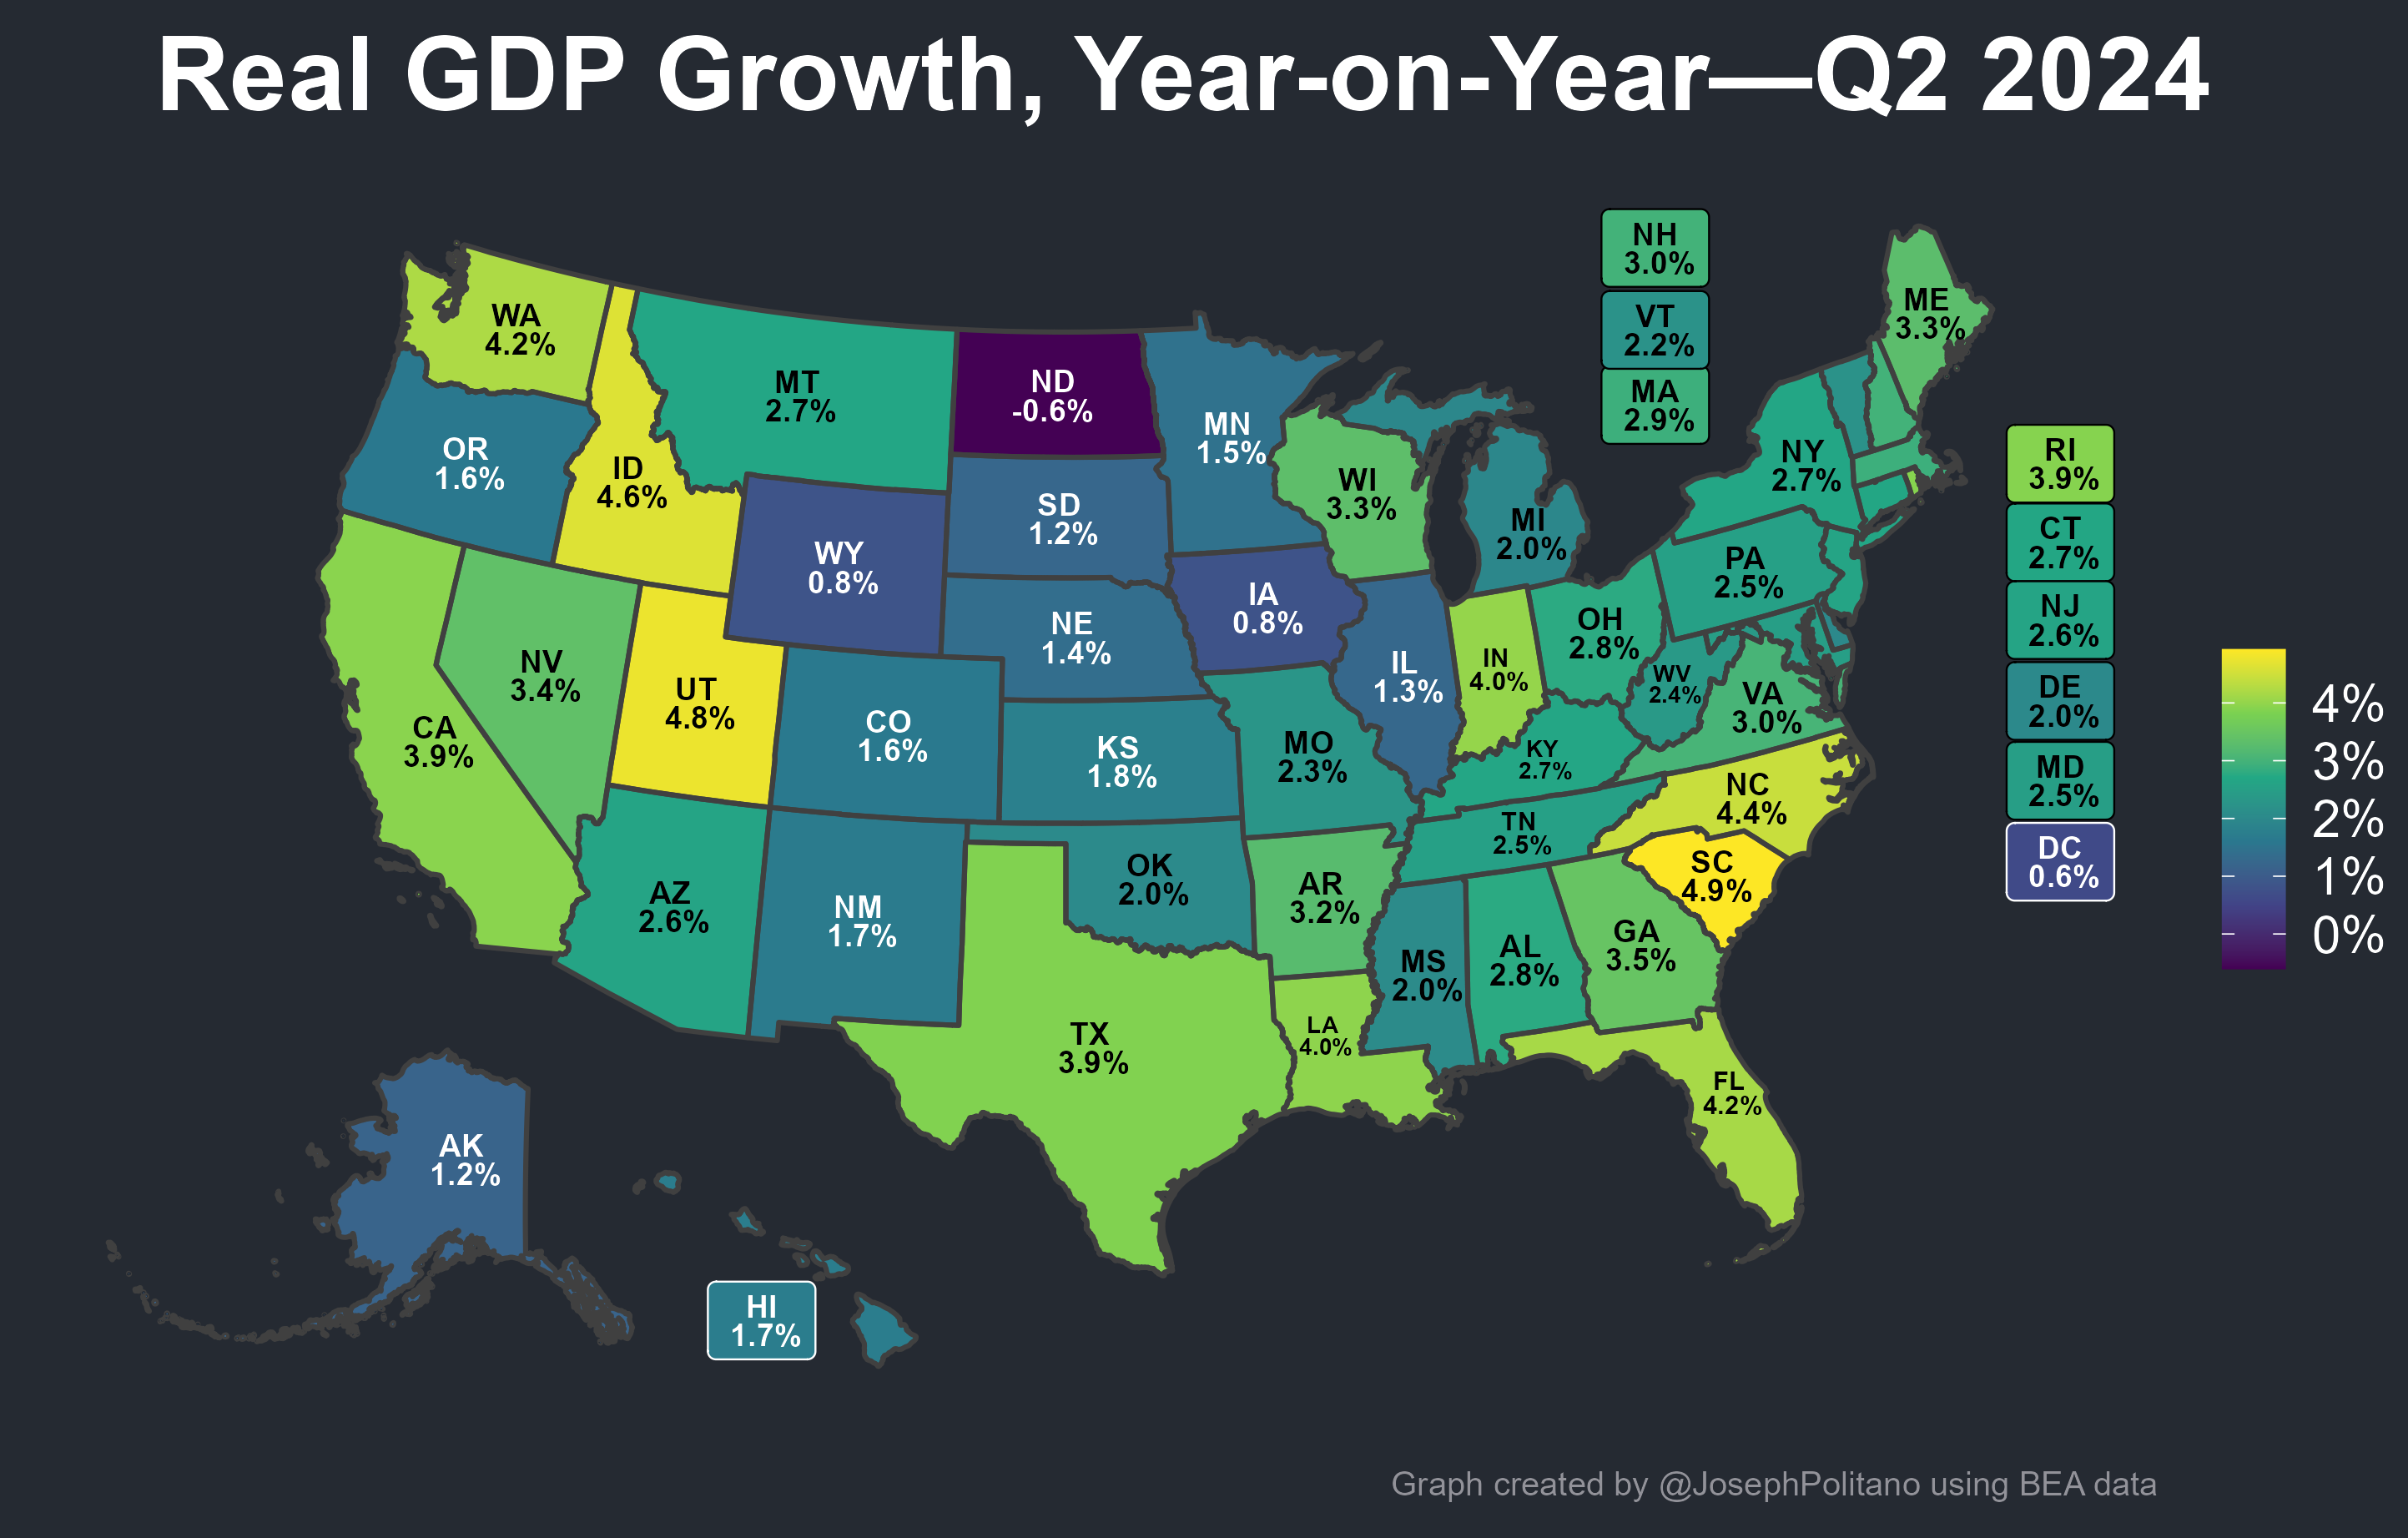 Real GDP Growth, Year-on-Year—Q2 2024
NH
3.0%
VT
2.2%
MA
2.9%
ME
3.3%
WA
4.2%
MT
2.7%
ND
-0.6%
MN
1.5%
OR
1.6%
ID
4.6%
WI
3.3%
NY
2.7%
RI
3.9%
SD
1.2%
MI
2.0%
CT
2.7%
WY
0.8%
PA
2.5%
IA
0.8%
NJ
2.6%
NE
1.4%
OH
2.8%
NV
3.4%
UT
4.8%
IL
1.3%
IN
4.0%
WV
2.4%
VA
3.0%
DE
2.0%
CA
3.9%
CO
1.6%
KS
1.8%
MO
2.3%
KY
2.7%
MD
2.5%
NC
4.4%
TN
2.5%
DC
0.6%
AZ
2.6%
NM
1.7%
OK
2.0%
AR
3.2%
SC
4.9%
MS
2.0%
AL
2.8%
GA
3.5%
TX
3.9%
LA
4.0%
FL
4.2%
AK
1.2%
HI
1.7%
4%
3%
2%
1%
0%
Graph created by @JosephPolitano using BEA data